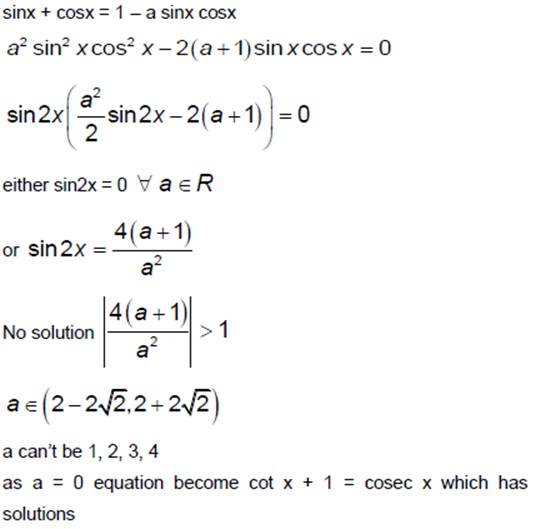 sinx + cosx = 1 – a sinx cosx
a² sin² x cos² x – 2(a + 1) sin x cos x = 0
sin2x(a²/2 sin2x – 2(a + 1)) = 0
either sin2x = 0 ∀ a ∈ R
or sin2x = 4(a + 1)/a²
No solution |4(a + 1)/a²| > 1
a ∈ (2 – 2√2, 2 + 2√2)
a can't be 1, 2, 3, 4
as a = 0 equation become cot x + 1 = cosec x which has
solutions